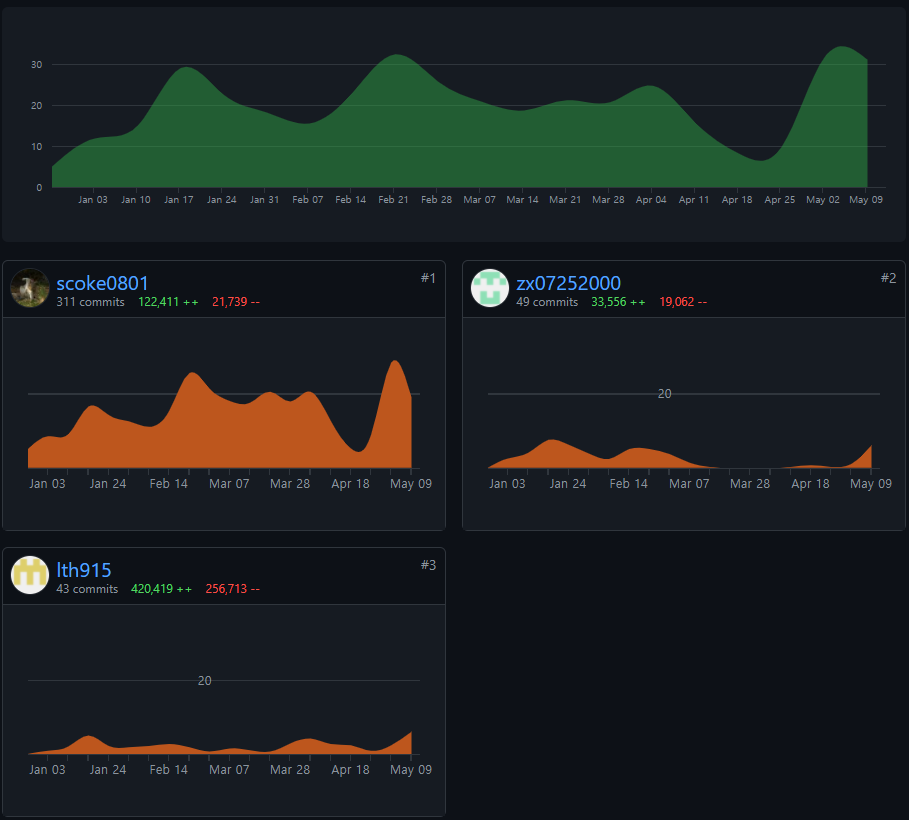 30
20
10
0
Jan 03 Jan 10 Jan 17 Jan 24 Jan 31 Feb 07 Feb 14 Feb 21 Feb 28 Mar 07 Mar 14 Mar 21 Mar 28 Apr 04 Apr 11 Apr 18 Apr 25 May 02 May 09
scoke0801 #1
311 commits 122,411 ++ 21,739 --
Jan 03 Jan 24 Feb 14 Mar 07 Mar 28 Apr 18 May 09
zx07252000 #2
49 commits 33,556 ++ 19,062 --
20
Jan 03 Jan 24 Feb 14 Mar 07 Mar 28 Apr 18 May 09
lth915 #3
43 commits 420,419 ++ 256,713 --
20
Jan 03 Jan 24 Feb 14 Mar 07 Mar 28 Apr 18 May 09